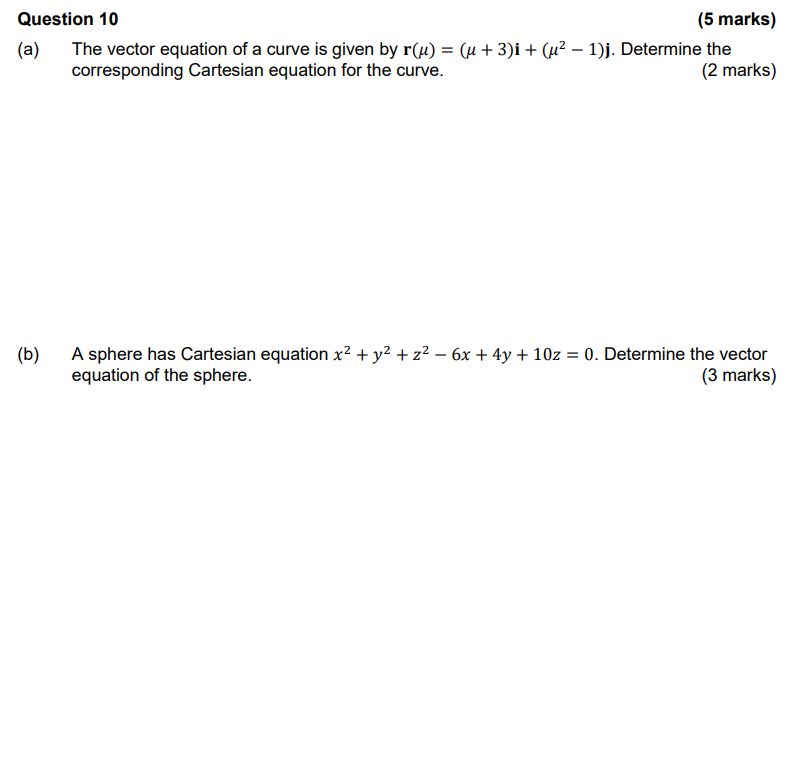 Question 10 (5 marks)
(a) The vector equation of a curve is given by r(μ) = (μ + 3)i + (μ² − 1)j. Determine the
corresponding Cartesian equation for the curve. (2 marks)
(b) A sphere has Cartesian equation x² + y² + z² − 6x + 4y + 10z = 0. Determine the vector
equation of the sphere. (3 marks)